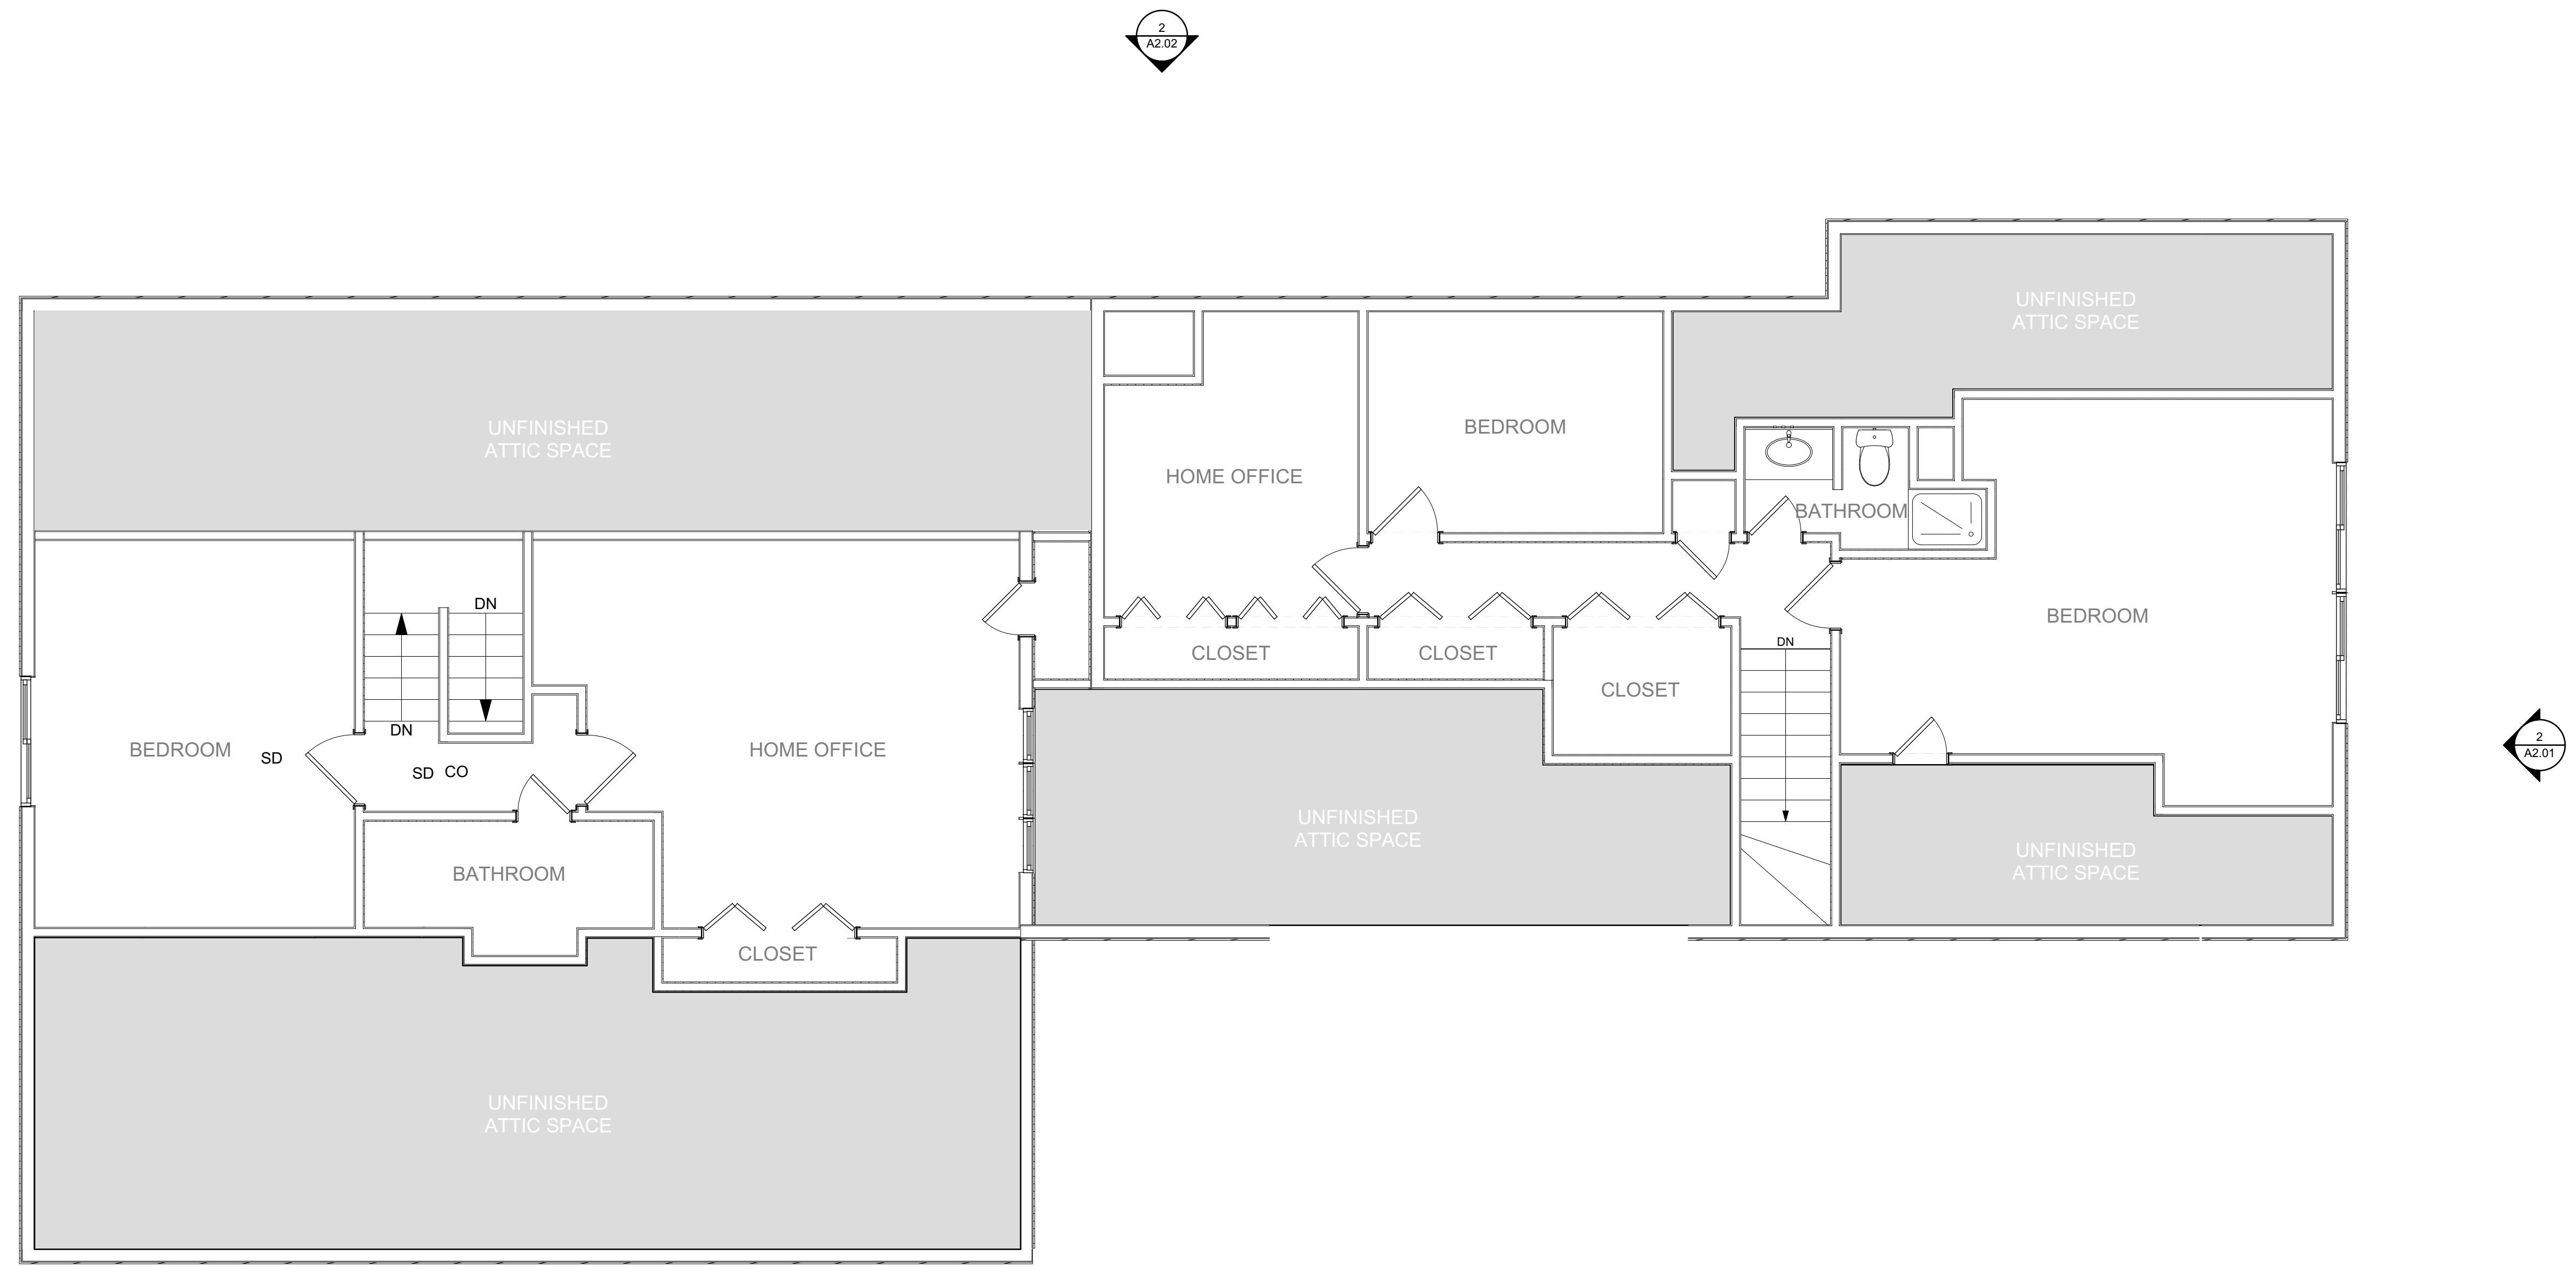 2
A2.02
UNFINISHED
ATTIC SPACE
UNFINISHED
ATTIC SPACE
BEDROOM
HOME OFFICE
BATHROOM
DN
BEDROOM
DN
CLOSET
CLOSET
CLOSET
DN
BEDROOM
SD
SD CO
HOME OFFICE
2
A2.01
UNFINISHED
ATTIC SPACE
UNFINISHED
ATTIC SPACE
BATHROOM
CLOSET
UNFINISHED
ATTIC SPACE